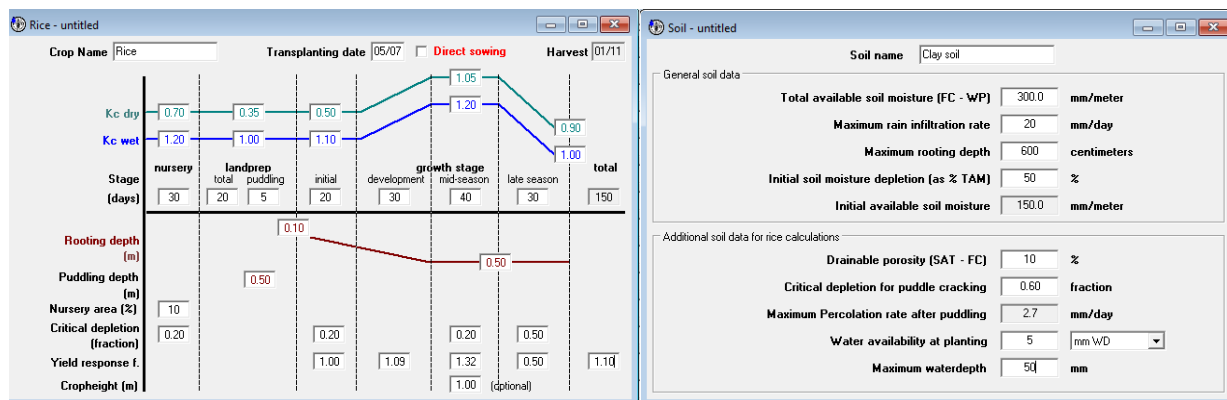 Rice - untitled
Crop Name Rice Transplanting date 05/07 Direct sowing Harvest 01/11
1.05
Kc dry 0.70 0.35 0.50 1.20 0.90
Kc wet 1.20 1.00 1.10 1.00
nursery landprep growth stage total
Stage total puddling initial development mid-season late season
(days) 30 20 5 20 30 40 30 150
0.10
Rooting depth
(m) 0.50
Puddling depth 0.50
(m)
Nursery area (%) 10
Critical depletion 0.20 0.20 0.20 0.50
(fraction)
Yield response f. 1.00 1.09 1.32 0.50 1.10
Cropheight (m) 1.00 (optional)
Soil - untitled
Soil name Clay soil
General soil data
Total available soil moisture (FC - WP) 300.0 mm/meter
Maximum rain infiltration rate 20 mm/day
Maximum rooting depth 600 centimeters
Initial soil moisture depletion (as % TAM) 50 %
Initial available soil moisture 150.0 mm/meter
Additional soil data for rice calculations
Drainable porosity (SAT - FC) 10 %
Critical depletion for puddle cracking 0.60 fraction
Maximum Percolation rate after puddling 2.7 mm/day
Water availability at planting 5 mm WD
Maximum waterdepth 50 mm